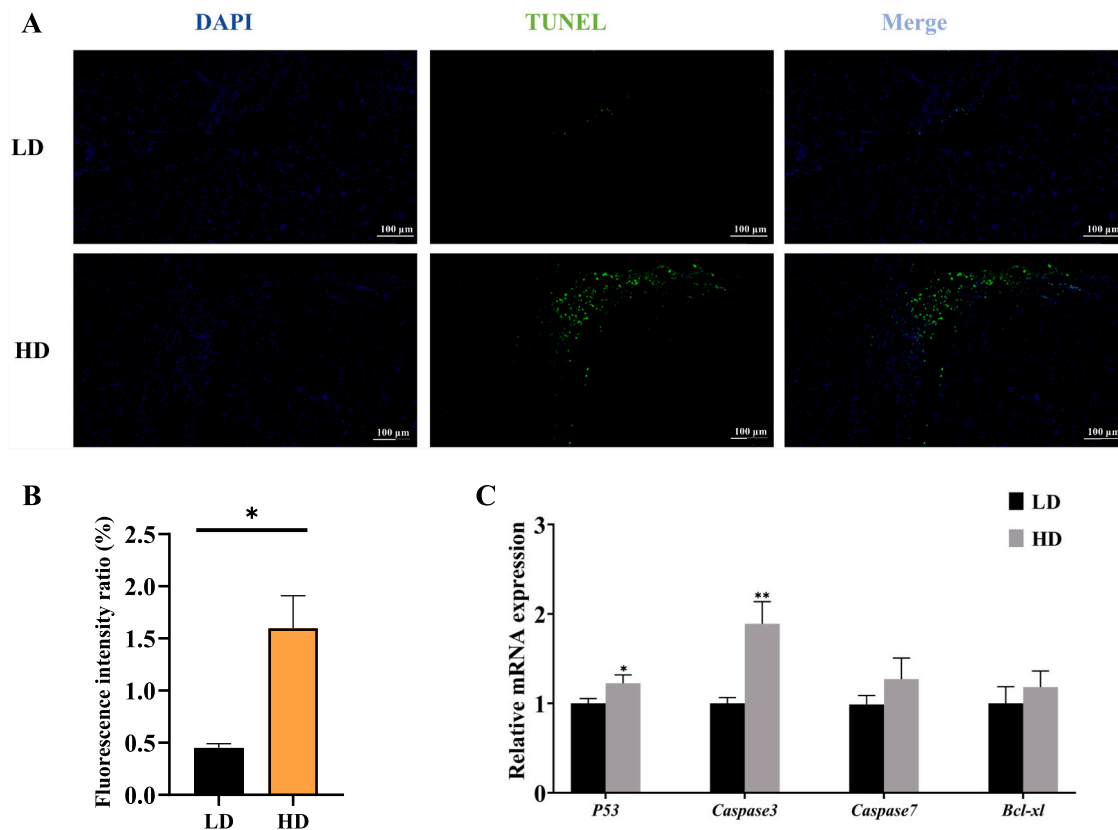 A
DAPI
TUNEL
Merge
LD
100 µm
100 µm
100 µm
HD
100 µm
100 µm
100 µm
B
*
Fluorescence intensity ratio (%)
2.5
2.0
1.5
1.0
0.5
0.0
LD
HD
C
LD
HD
Relative mRNA expression
3
2
1
0
*
**
P53
Caspase3
Caspase7
Bcl-xl